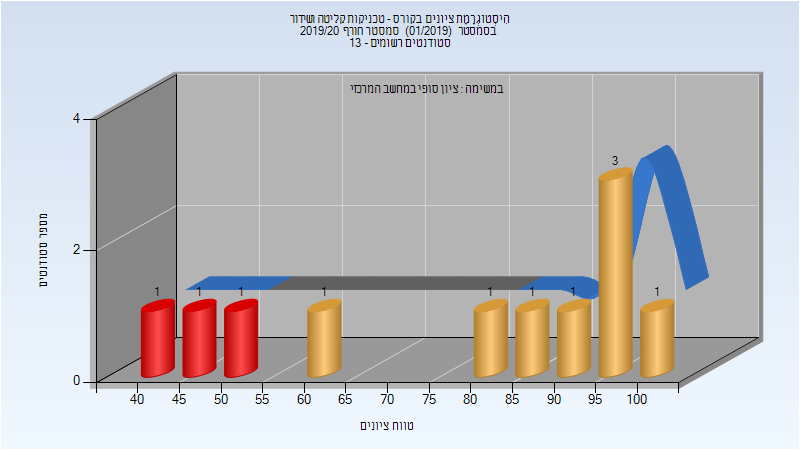 היסטוגרמת ציונים בקורס - טכניקות קליטה ושידור
בסמסטר (01/2019) סמסטר חורף 2019/20
סטודנטים רשומים - 13
במשימה : ציון סופי במחשב המרכזי
4
2
0
מספר סטודנטים
1 1 1 1 1 1 1 3 1
40 45 50 55 60 65 70 75 80 85 90 95 100
טווח ציונים